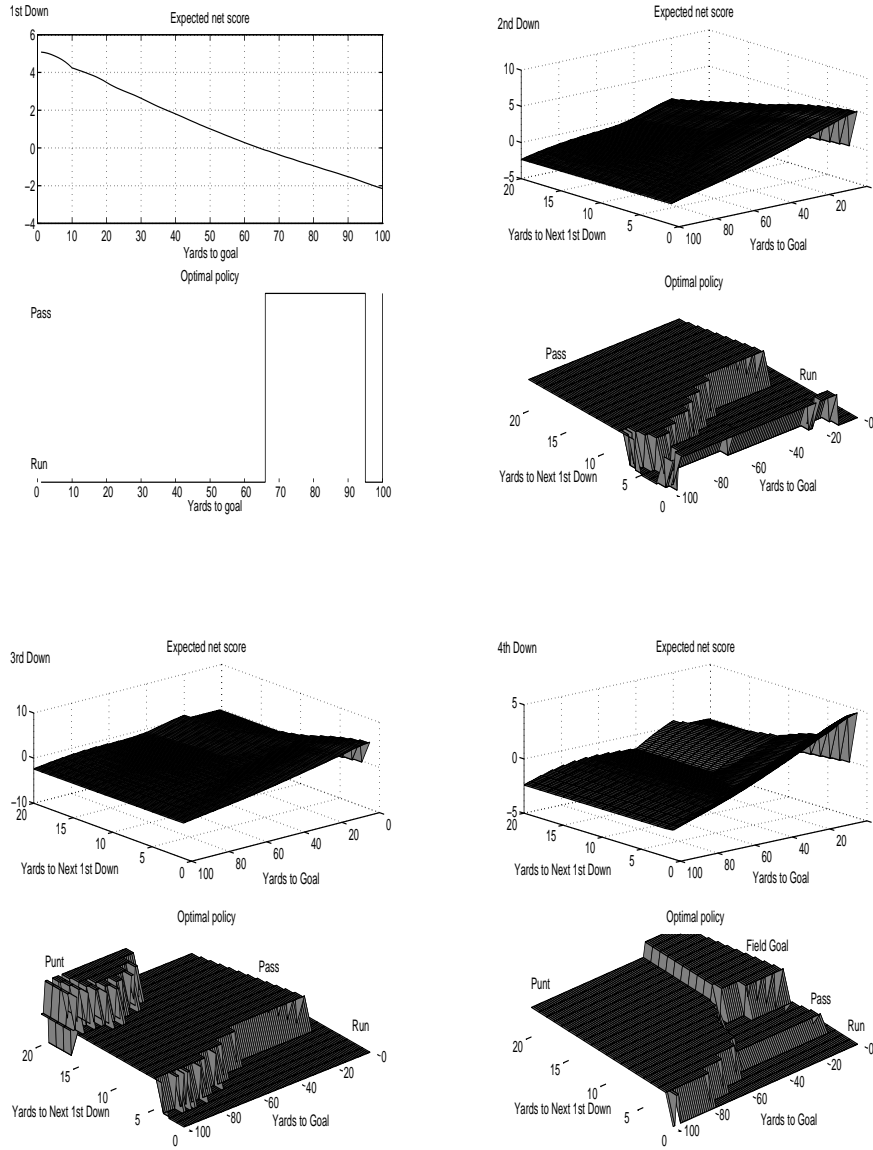 1st Down
Expected net score
6
4
2
0
−2
−4
0 10 20 30 40 50 60 70 80 90 100
Yards to goal
Optimal policy
Pass
Run
0 10 20 30 40 50 60 70 80 90 100
Yards to goal
2nd Down
Expected net score
10
5
0
−5
20
15
10
5
0
100
80
60
40
20
Yards to Next 1st Down
Yards to Goal
Optimal policy
Pass
Run
20
15
10
5
0
100
80
60
40
20
0
Yards to Next 1st Down
Yards to Goal
3rd Down
Expected net score
10
0
−10
20
15
10
5
0
100
80
60
40
20
0
Yards to Next 1st Down
Yards to Goal
Optimal policy
Punt
Pass
Run
20
15
10
5
0
100
80
60
40
20
0
Yards to Next 1st Down
Yards to Goal
4th Down
Expected net score
5
0
−5
20
15
10
5
0
100
80
60
40
20
Yards to Next 1st Down
Yards to Goal
Optimal policy
Field Goal
Punt
Pass
Run
20
15
10
5
0
100
80
60
40
20
0
Yards to Next 1st Down
Yards to Goal